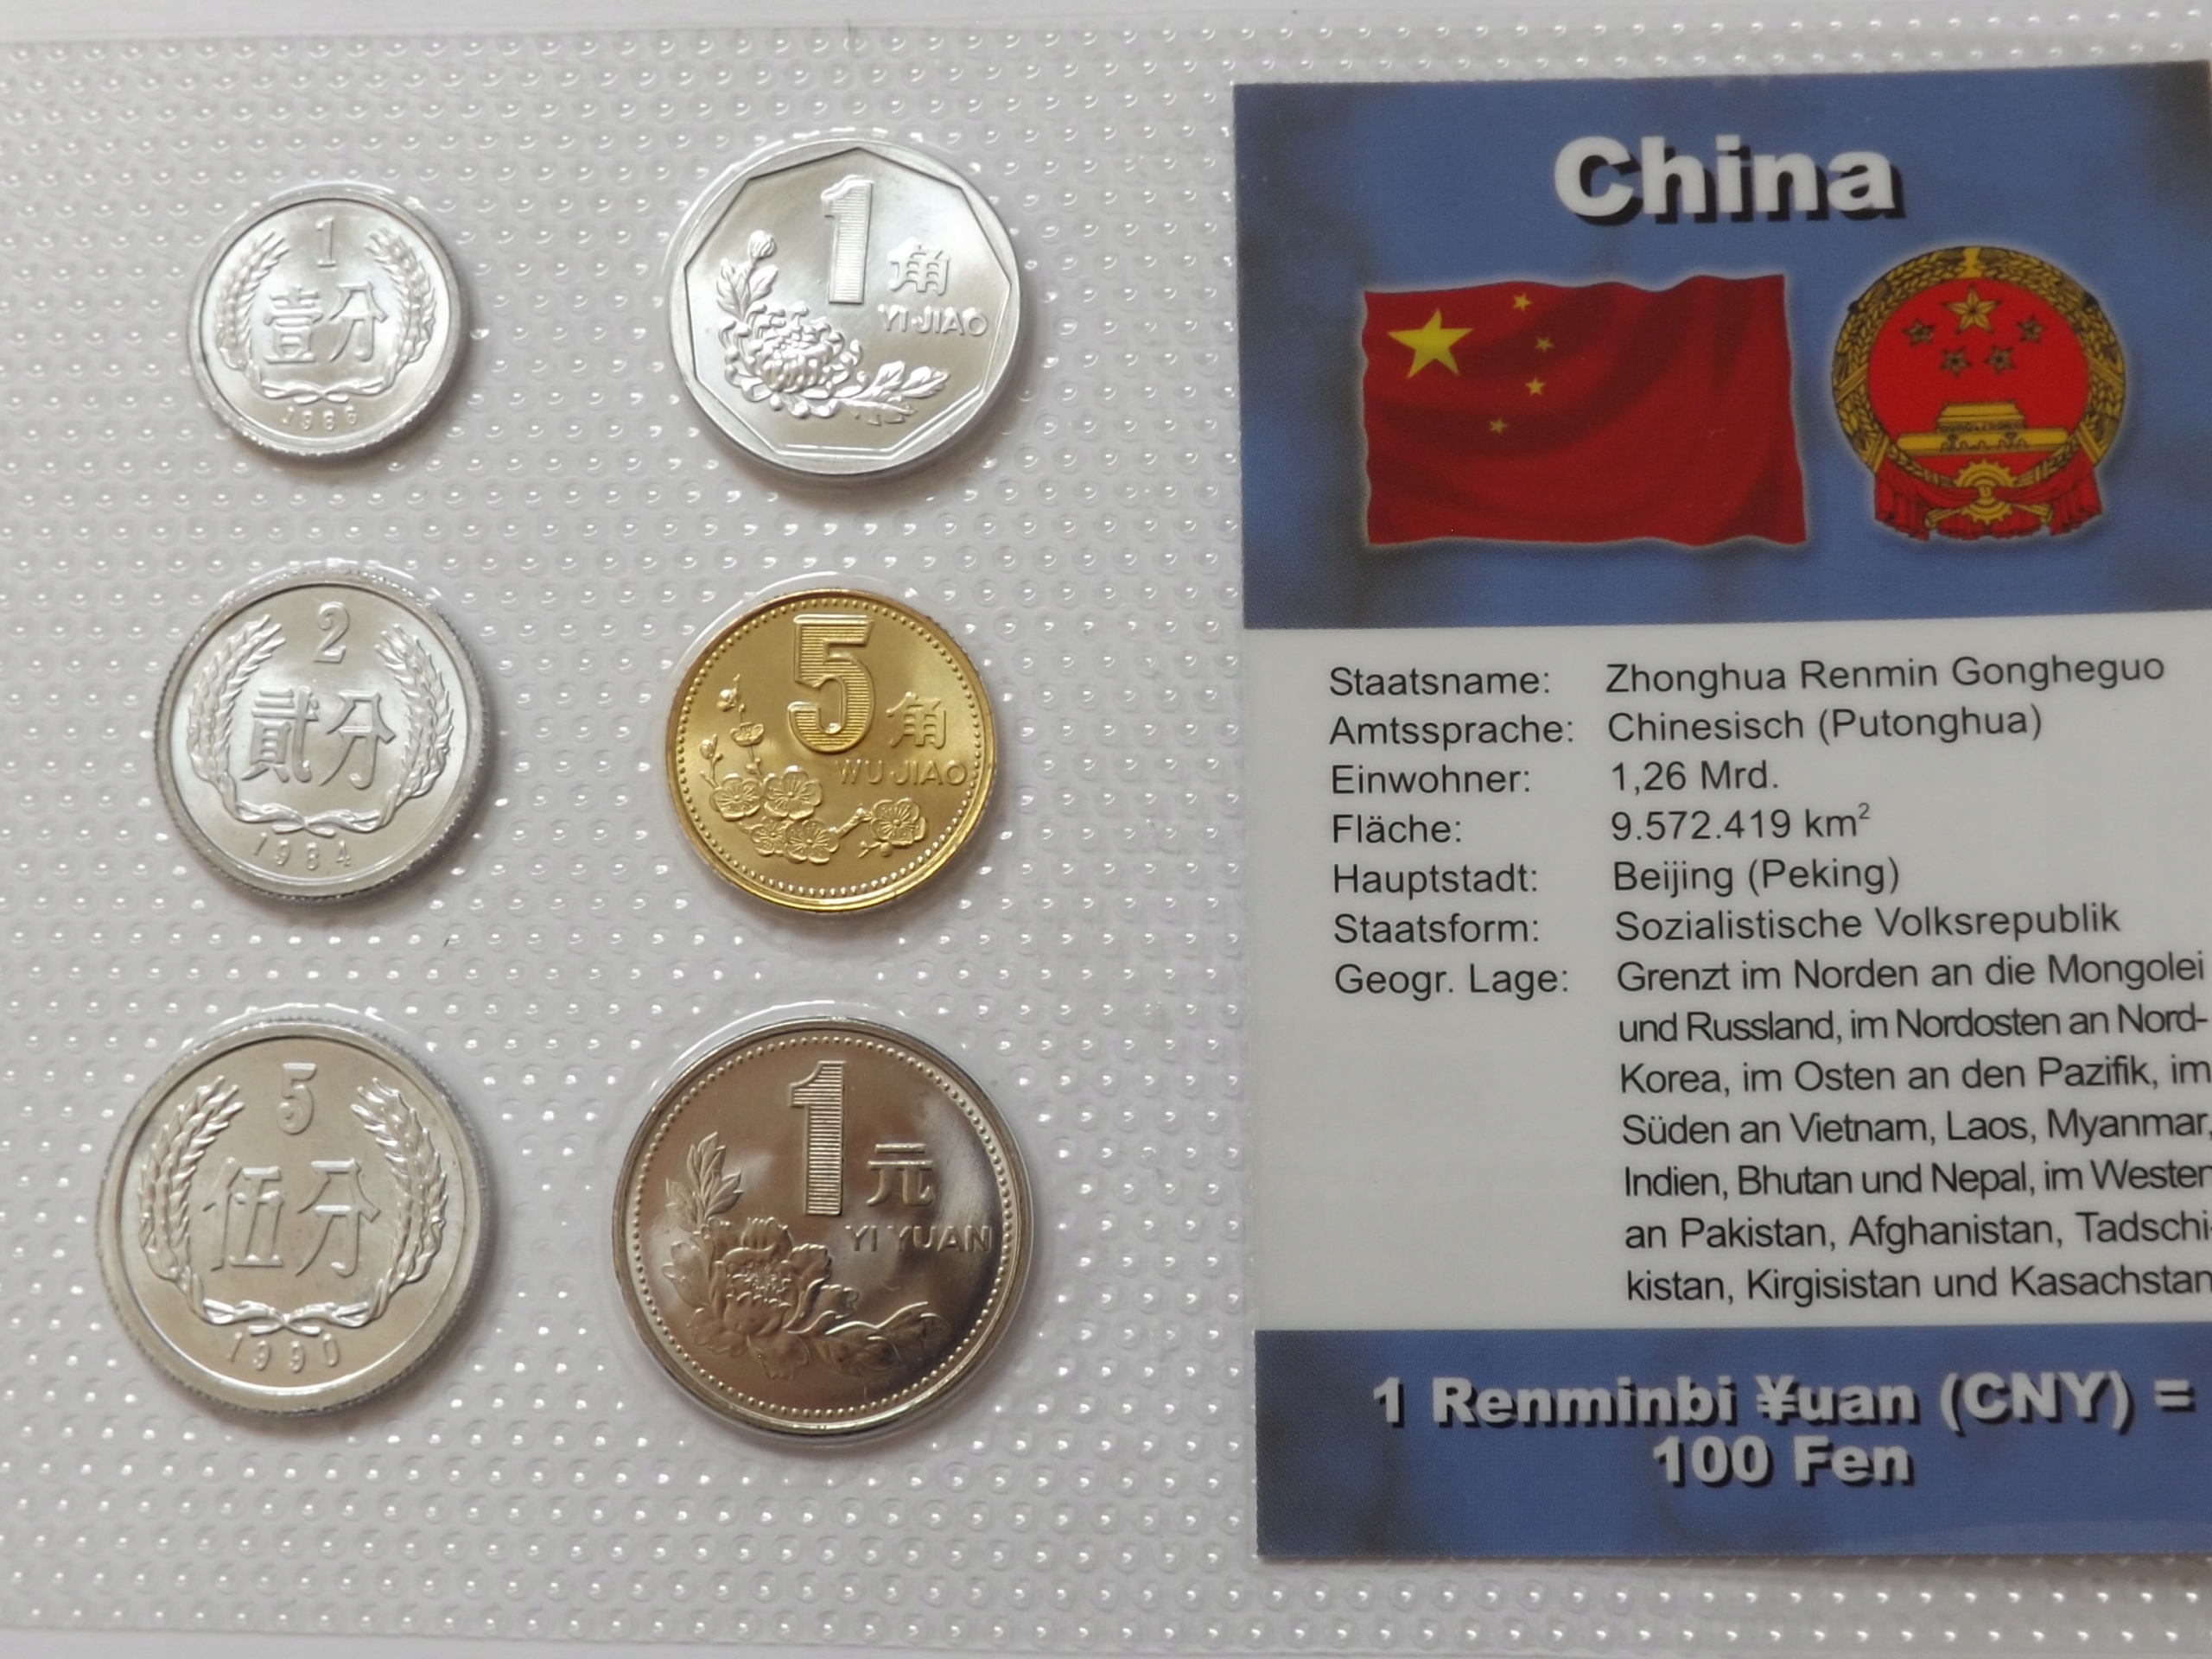 1
壹分
1986
1
角
YI JIAO
2
貳分
1984
5
角
WU JIAO
5
伍分
1990
1
元
YI YUAN
China
Staatsname: Zhonghua Renmin Gongheguo
Amtssprache: Chinesisch (Putonghua)
Einwohner: 1,26 Mrd.
Fläche: 9.572.419 km²
Hauptstadt: Beijing (Peking)
Staatsform: Sozialistische Volksrepublik
Geogr. Lage: Grenzt im Norden an die Mongolei
und Russland, im Nordosten an Nord-
Korea, im Osten an den Pazifik, im
Süden an Vietnam, Laos, Myanmar,
Indien, Bhutan und Nepal, im Westen
an Pakistan, Afghanistan, Tadschi-
kistan, Kirgisistan und Kasachstan
1 Renminbi ¥uan (CNY) =
100 Fen